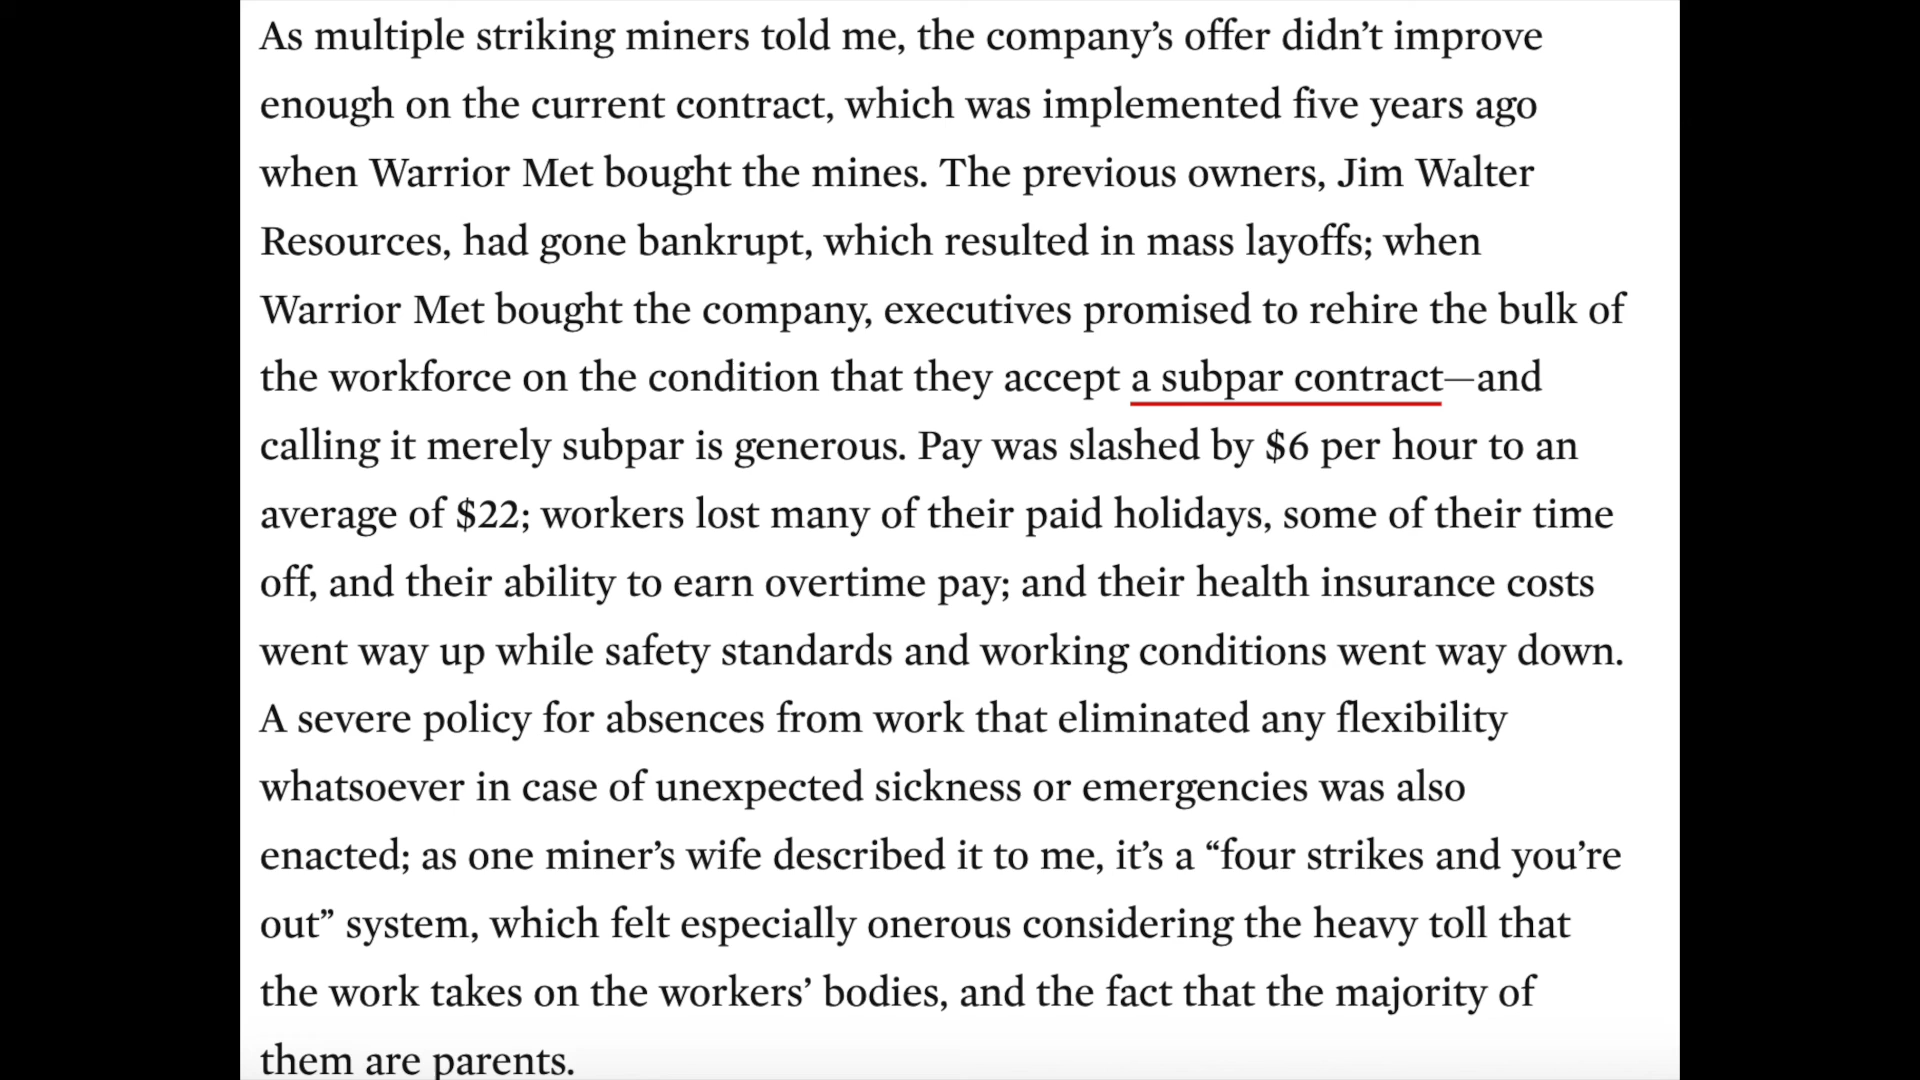 As multiple striking miners told me, the company’s offer didn’t improve
enough on the current contract, which was implemented five years ago
when Warrior Met bought the mines. The previous owners, Jim Walter
Resources, had gone bankrupt, which resulted in mass layoffs; when
Warrior Met bought the company, executives promised to rehire the bulk of
the workforce on the condition that they accept a subpar contract—and
calling it merely subpar is generous. Pay was slashed by $6 per hour to an
average of $22; workers lost many of their paid holidays, some of their time
off, and their ability to earn overtime pay; and their health insurance costs
went way up while safety standards and working conditions went way down.
A severe policy for absences from work that eliminated any flexibility
whatsoever in case of unexpected sickness or emergencies was also
enacted; as one miner’s wife described it to me, it’s a “four strikes and you’re
out” system, which felt especially onerous considering the heavy toll that
the work takes on the workers’ bodies, and the fact that the majority of
them are parents.